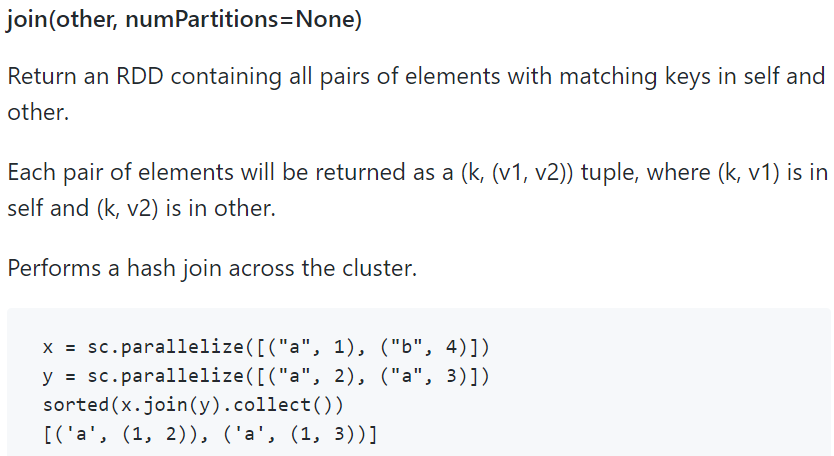 join(other, numPartitions=None)
Return an RDD containing all pairs of elements with matching keys in self and
other.
Each pair of elements will be returned as a (k, (v1, v2)) tuple, where (k, v1) is in
self and (k, v2) is in other.
Performs a hash join across the cluster.
x = sc.parallelize([("a", 1), ("b", 4)])
y = sc.parallelize([("a", 2), ("a", 3)])
sorted(x.join(y).collect())
[('a', (1, 2)), ('a', (1, 3))]